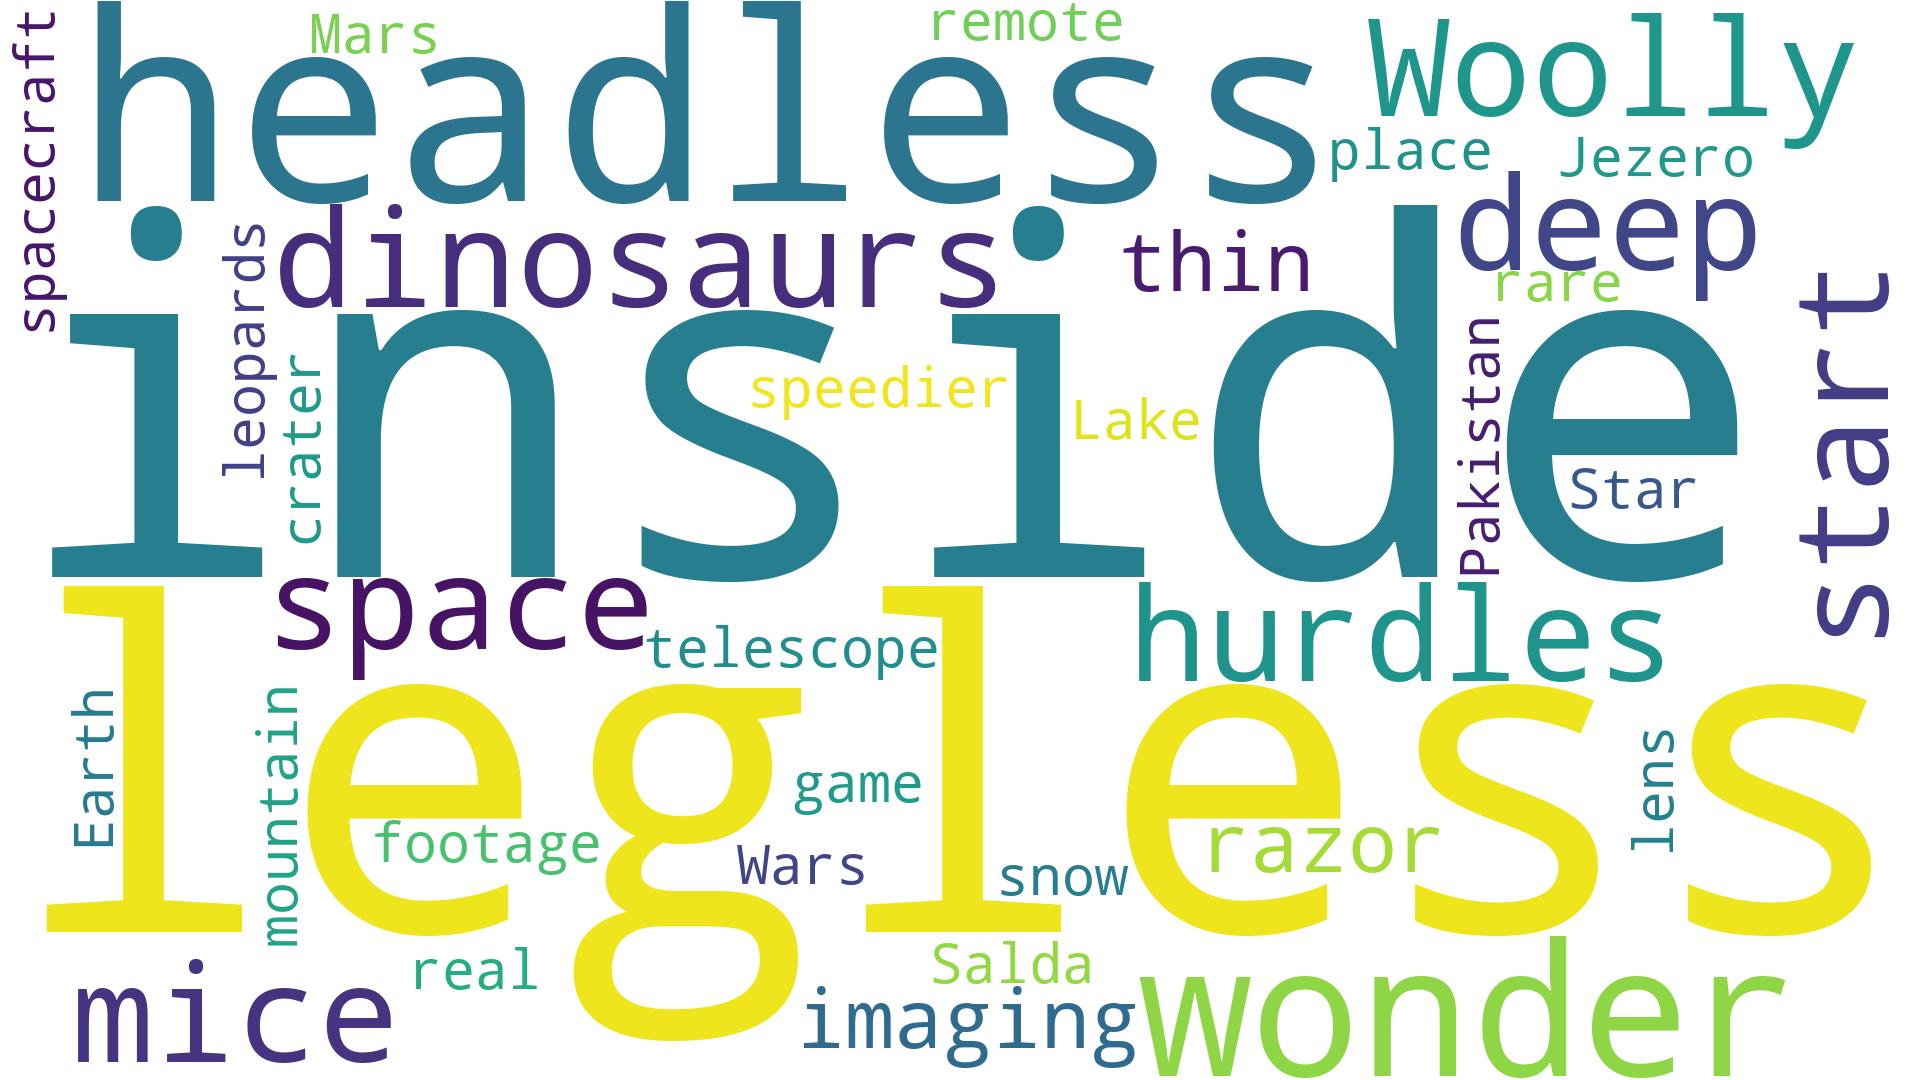 spacecraft
headless
Mars
remote
Woolly
place
Jezero
dinosaurs
leopards
thin
deep
rare
start
inside
crater
speedier
Lake
Pakistan
Star
space
telescope
hurdles
legless
Earth
mountain
game
lens
footage
Wars
snow
razor
mice
real
Salda
imaging
wonder